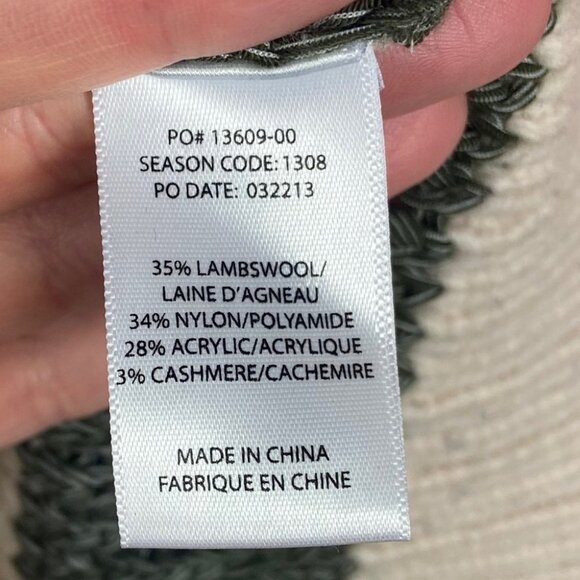 PO# 13609-00
SEASON CODE: 1308
PO DATE: 032213
35% LAMBSWOOL/
LAINE D'AGNEAU
34% NYLON/POLYAMIDE
28% ACRYLIC/ACRYLIQUE
3% CASHMERE/CACHEMIRE
MADE IN CHINA
FABRIQUE EN CHINE